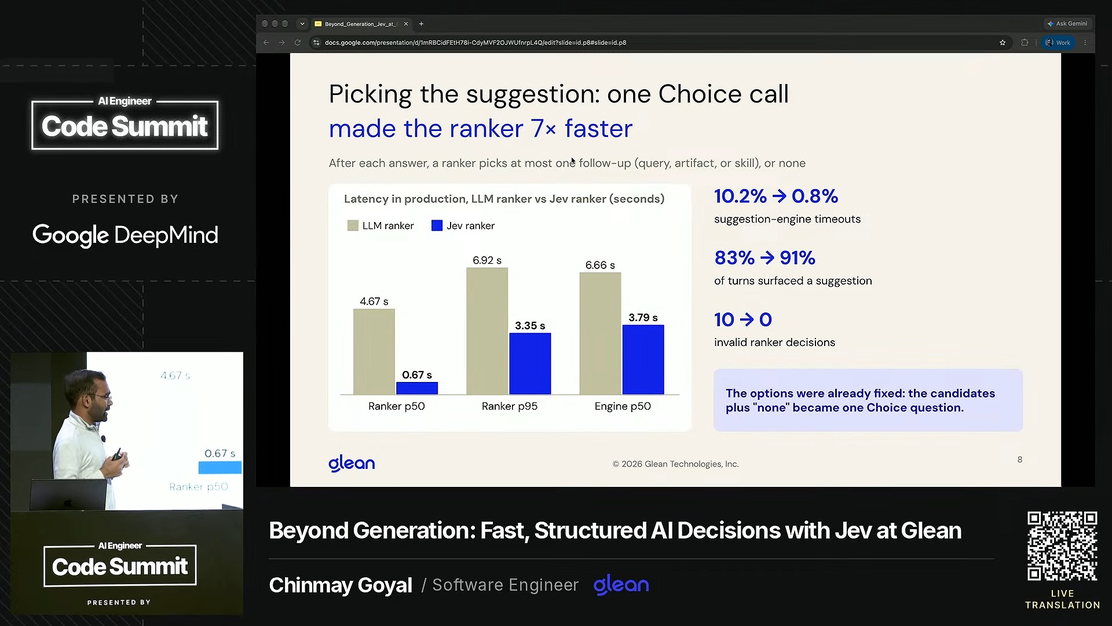 Beyond_Generation_Jev_at_
Ask Gemini
docs.google.com/presentation/d/1mRBCidFEtH78i-CdyMVF2OJWUfnrpL4Q/edit?slide=id.p8#slide=id.p8
Work
AI Engineer
Code Summit
PRESENTED BY
Google DeepMind
Picking the suggestion: one Choice call
made the ranker 7× faster
After each answer, a ranker picks at most one follow-up (query, artifact, or skill), or none
Latency in production, LLM ranker vs Jev ranker (seconds)
LLM ranker
Jev ranker
4.67 s
0.67 s
Ranker p50
6.92 s
3.35 s
Ranker p95
6.66 s
3.79 s
Engine p50
10.2% → 0.8%
suggestion-engine timeouts
83% → 91%
of turns surfaced a suggestion
10 → 0
invalid ranker decisions
The options were already fixed: the candidates
plus "none" became one Choice question.
glean
© 2026 Glean Technologies, Inc.
8
4.67 s
0.67 s
Ranker p50
AI Engineer
Code Summit
PRESENTED BY
Beyond Generation: Fast, Structured AI Decisions with Jev at Glean
Chinmay Goyal / Software Engineer glean
LIVE
TRANSLATION